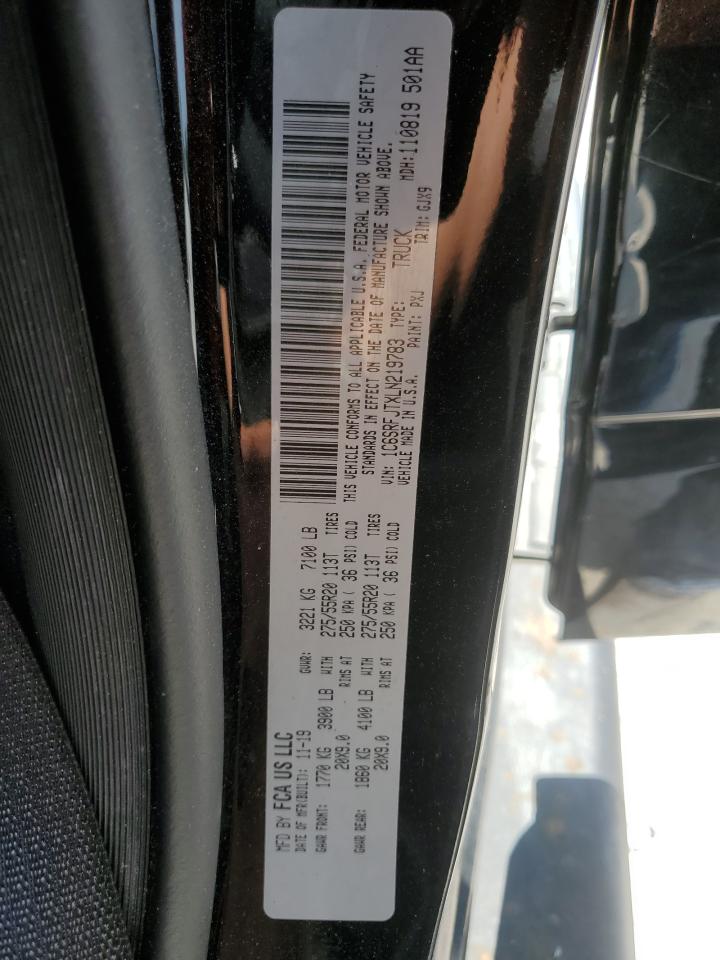 MFD BY FCA US LLC
DATE OF MFR(BUILT): 11-19 GVWR: 3221 KG 7100 LB
GAWR FRONT: 1770 KG 3900 LB WITH 275/55R20 113T TIRES
20X9.0 RIMS AT 250 KPA ( 36 PSI) COLD
GAWR REAR: 1860 KG 4100 LB WITH 275/55R20 113T TIRES
20X9.0 RIMS AT 250 KPA ( 36 PSI) COLD
THIS VEHICLE CONFORMS TO ALL APPLICABLE U.S.A. FEDERAL MOTOR VEHICLE SAFETY
STANDARDS IN EFFECT ON THE DATE OF MANUFACTURE SHOWN ABOVE.
VIN: 1C6SRFJTXLN219783 TYPE: TRUCK MDH: 110819 501AA
VEHICLE MADE IN U.S.A. PAINT: PXJ TRIM: GJX9